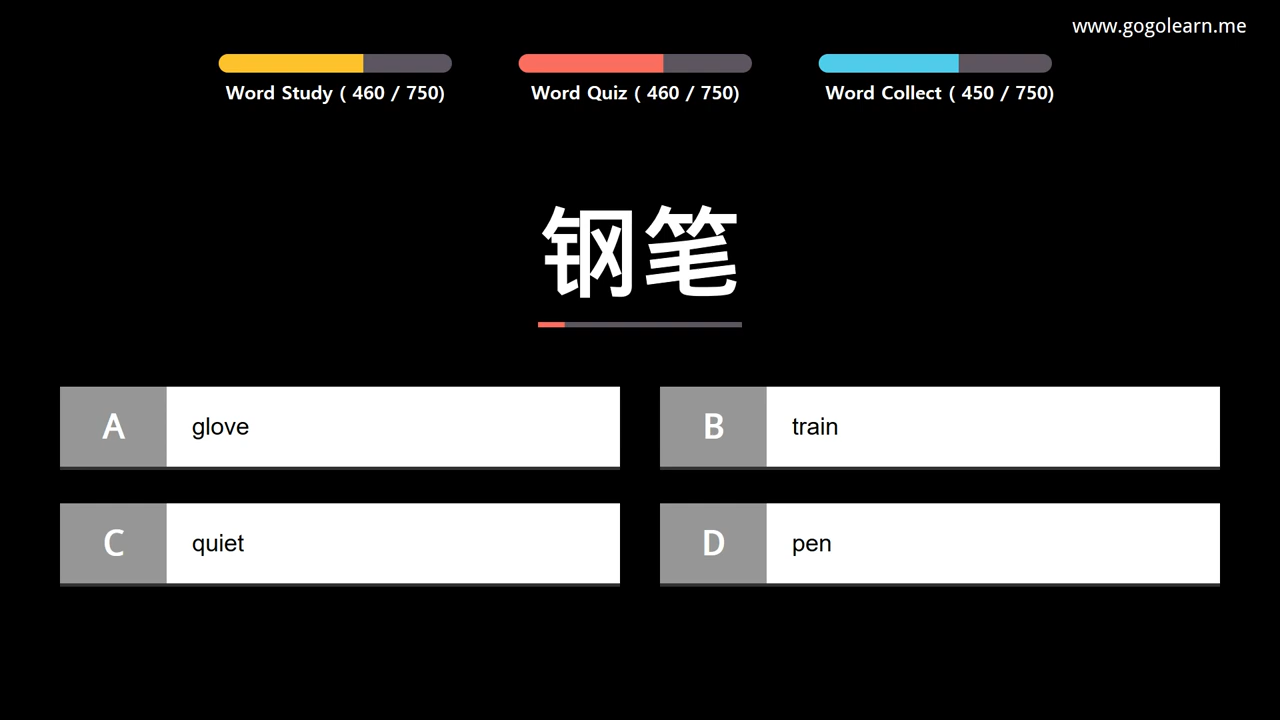 www.gogolearn.me
Word Study ( 460 / 750)
Word Quiz ( 460 / 750)
Word Collect ( 450 / 750)
钢笔
A glove
B train
C quiet
D pen